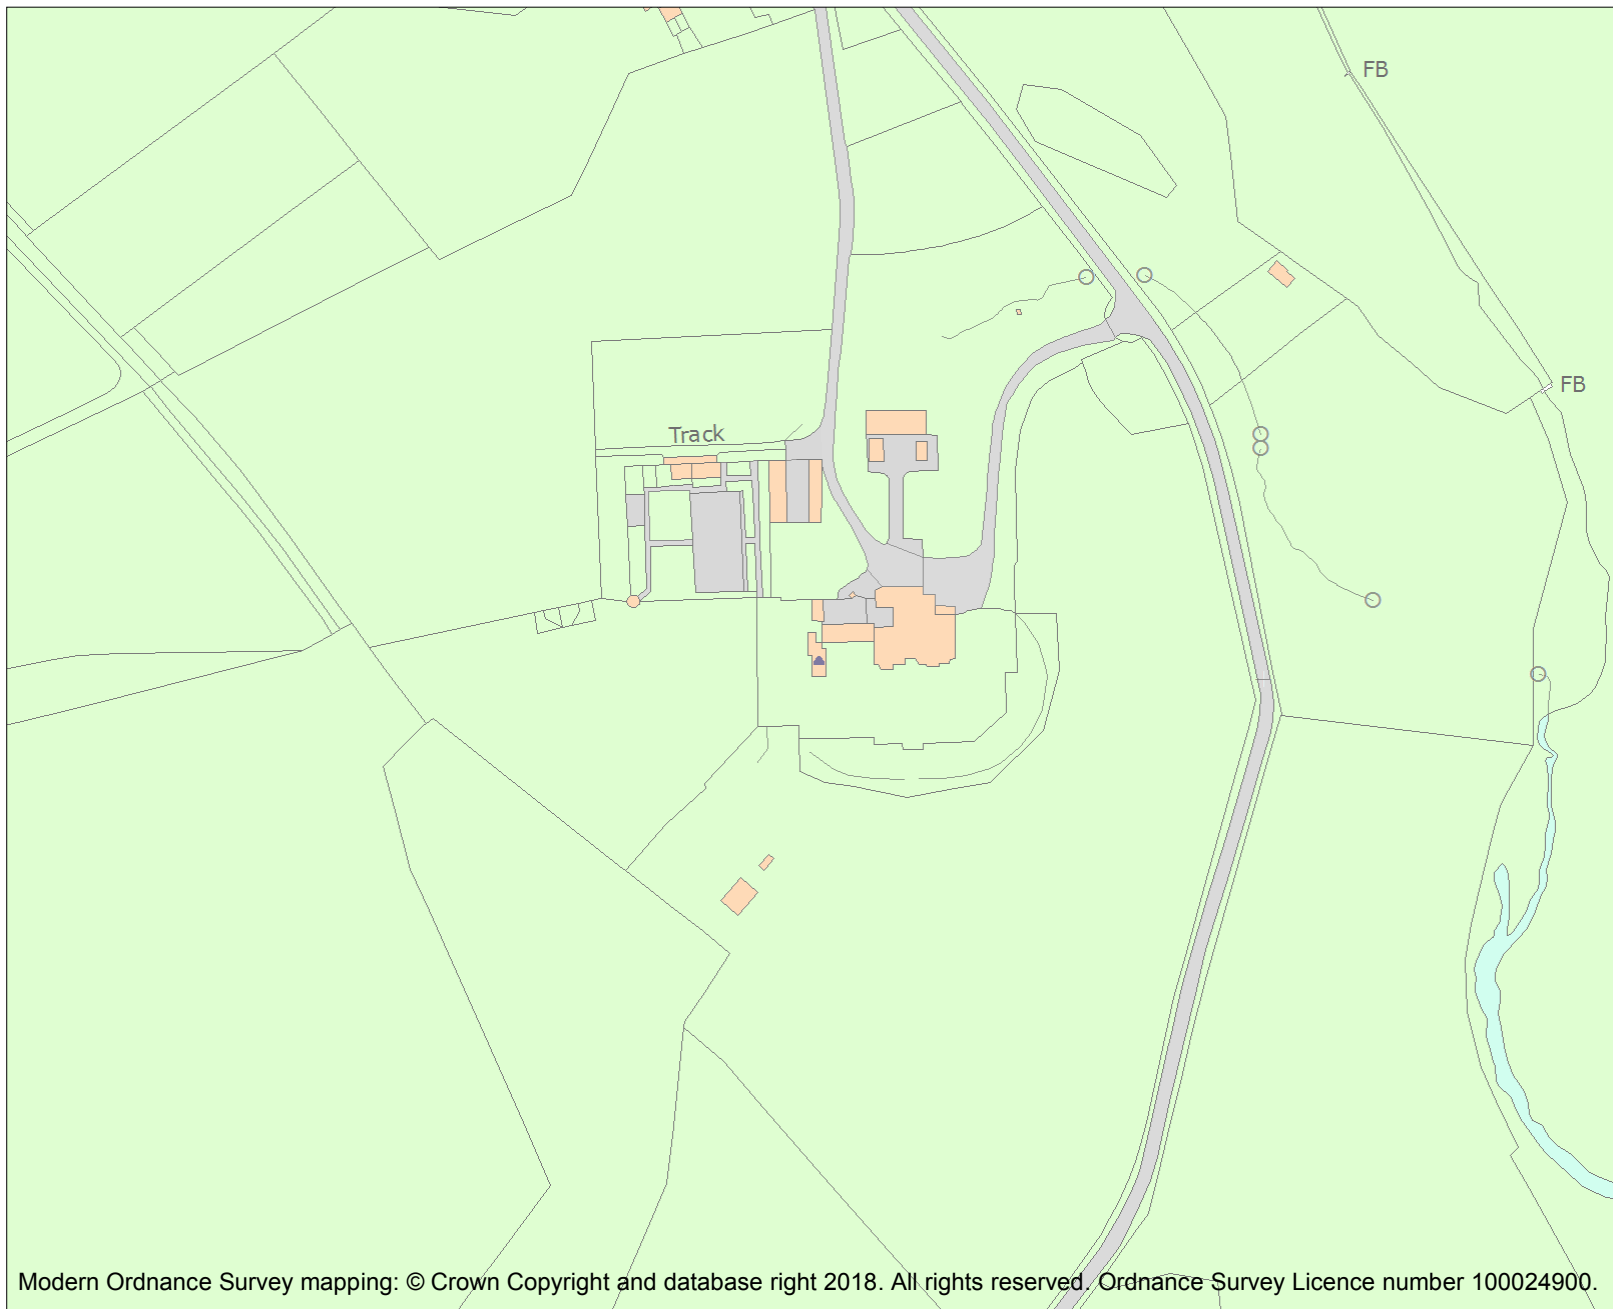 FB
FB
Track
Modern Ordnance Survey mapping: © Crown Copyright and database right 2018. All rights reserved. Ordnance Survey Licence number 100024900.